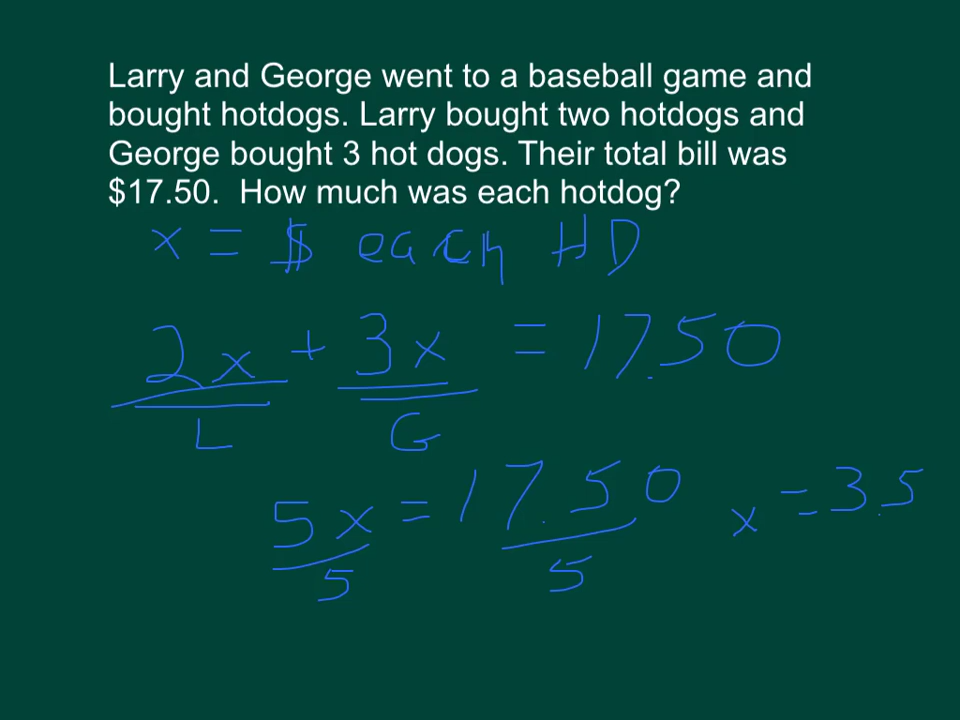 Larry and George went to a baseball game and
bought hotdogs. Larry bought two hotdogs and
George bought 3 hot dogs. Their total bill was
$17.50. How much was each hotdog?
x = $ each HD
2x + 3x = 17.50
L G
5x = 17.50 x = 3.5
5 5